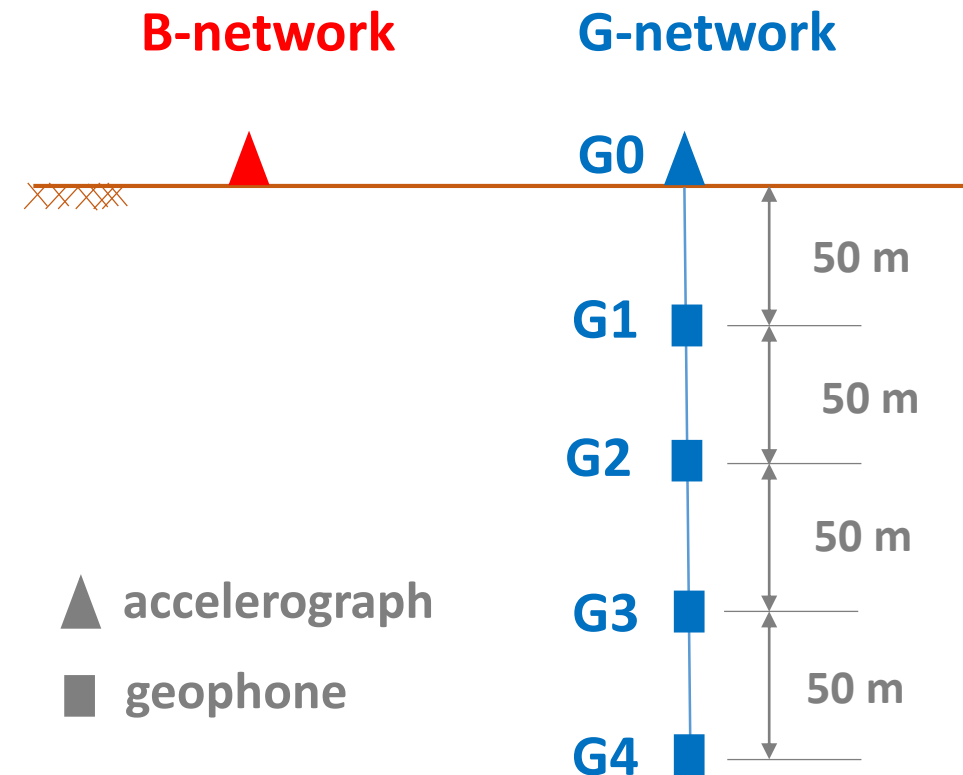 B-network
G-network
G0
50 m
G1
50 m
G2
50 m
accelerograph
G3
geophone
50 m
G4